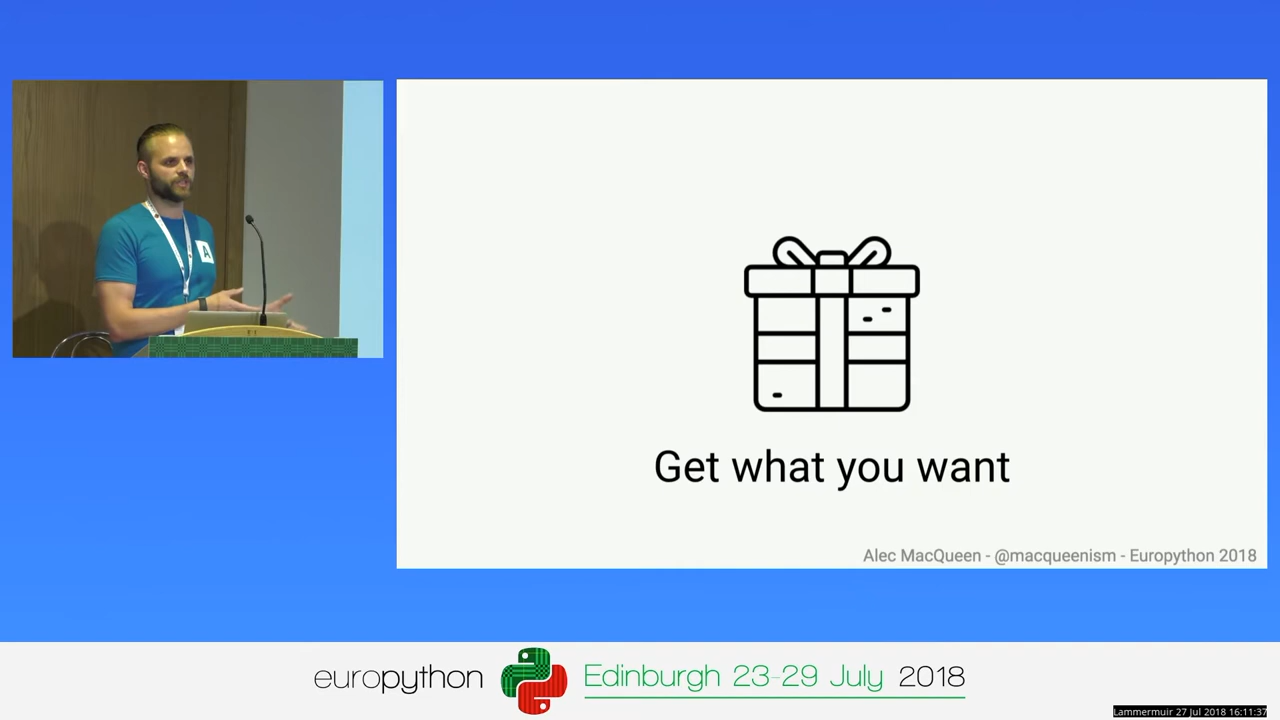 A
Get what you want
Alec MacQueen - @macqueenism - Europython 2018
europython Edinburgh 23-29 July 2018
Lammermuir 27 Jul 2018 16:11:37